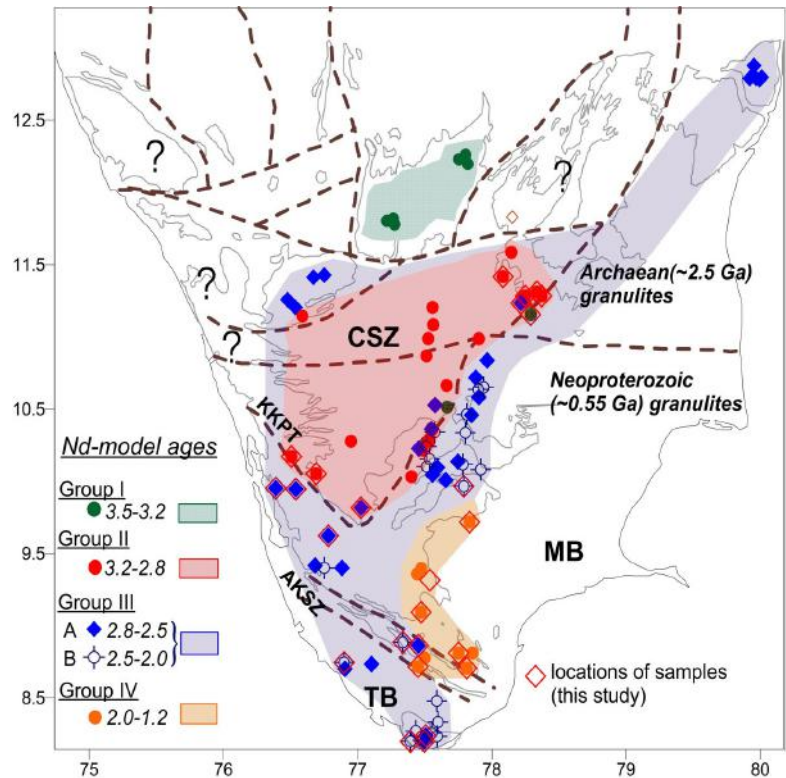 12.5
11.5
10.5
9.5
8.5
75
76
77
78
79
80
?
?
?
?
?
Archaean(~2.5 Ga)
granulites
CSZ
Neoproterozoic
(~0.55 Ga) granulites
KKPT
MB
AKSZ
TB
Nd-model ages
Group I
3.5-3.2
Group II
3.2-2.8
Group III
A 2.8-2.5
B 2.5-2.0
Group IV
2.0-1.2
locations of samples
(this study)